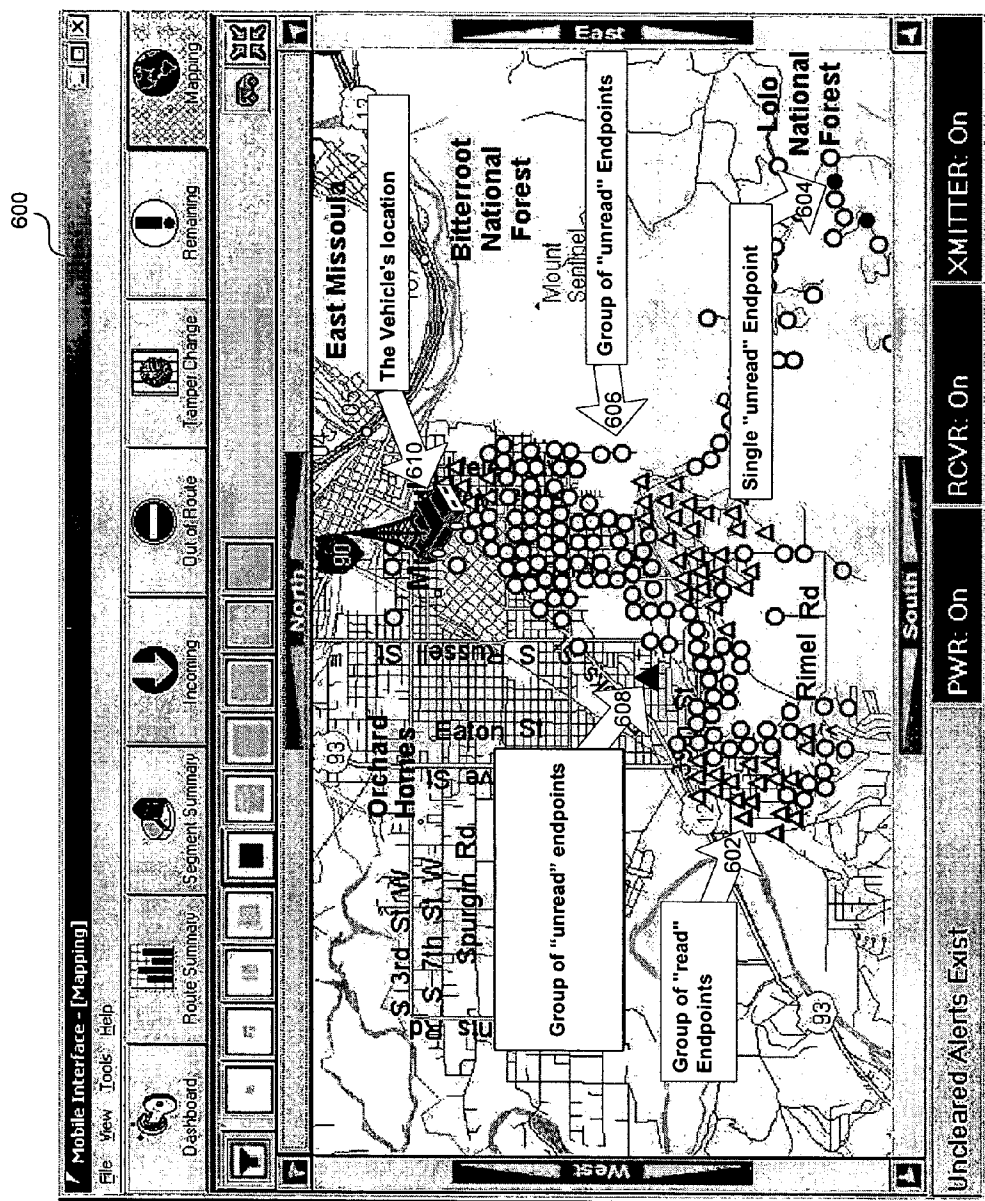 600
Mobile Interface - [Mapping]
File View Tools Help
Dashboard
Route Summary
Segment Summary
Incoming
Out of Route
Tamper Change
Remaining
Mapping
North
West
East
South
90
93
12
East Missoula
The Vehicle's location
610
Bitterroot
National
Forest
Mount
Sentinel
Orchard
Homes
S 3rd St W
S 7th St W
Spurgin Rd
Eaton St
Russell St
Group of "unread" Endpoints
606
Group of "unread" endpoints
608
Single "unread" Endpoint
604
Lolo
National
Forest
Group of "read"
Endpoints
602
12
93
Rimel Rd
Uncleared Alerts Exist
PWR: On
RCVR: On
XMITTER: On